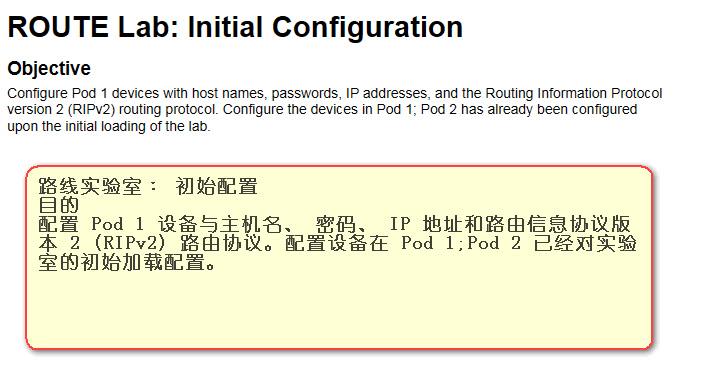 ROUTE Lab: Initial Configuration
Objective
Configure Pod 1 devices with host names, passwords, IP addresses, and the Routing Information Protocol
version 2 (RIPv2) routing protocol. Configure the devices in Pod 1; Pod 2 has already been configured
upon the initial loading of the lab.
路线实验室： 初始配置
目的
配置 Pod 1 设备与主机名、 密码、 IP 地址和路由信息协议版
本 2 (RIPv2) 路由协议。配置设备在 Pod 1;Pod 2 已经对实验
室的初始加载配置。